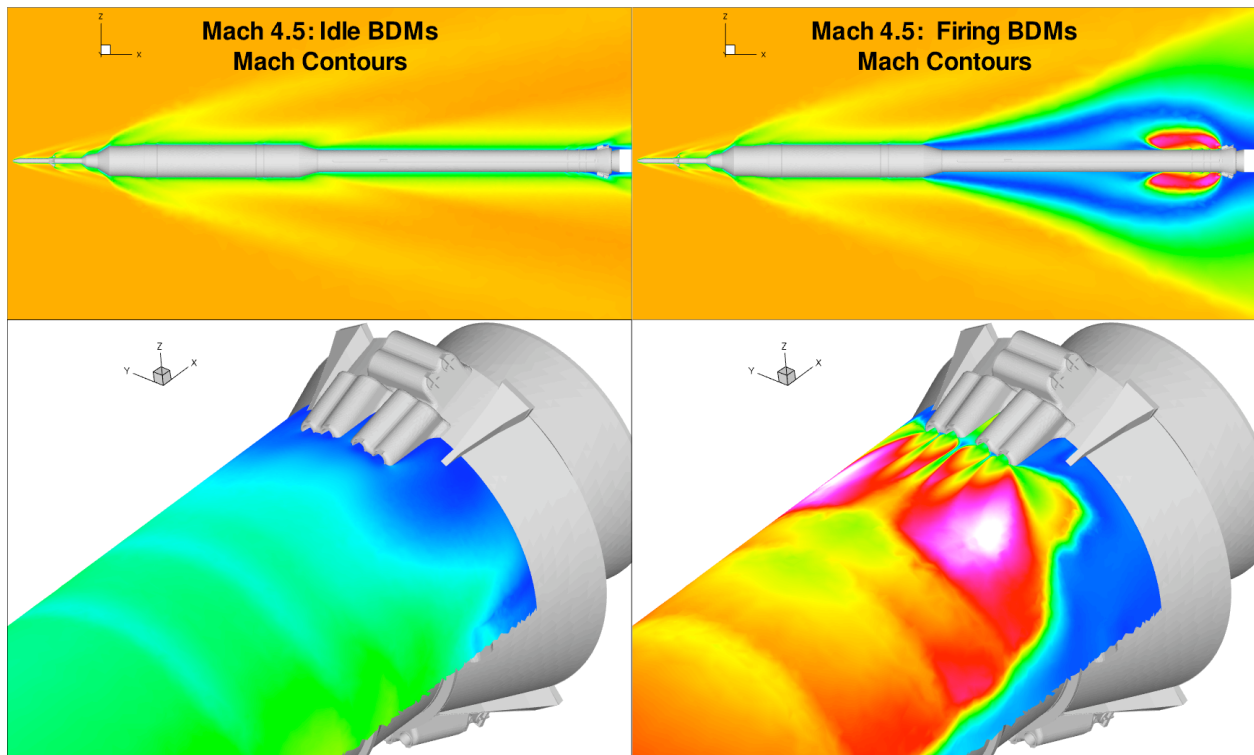 Mach 4.5: Idle BDMs
Mach Contours
Z
X
Mach 4.5:  Firing BDMs
Mach Contours
Z
X
Z
Y
X
Z
Y
X